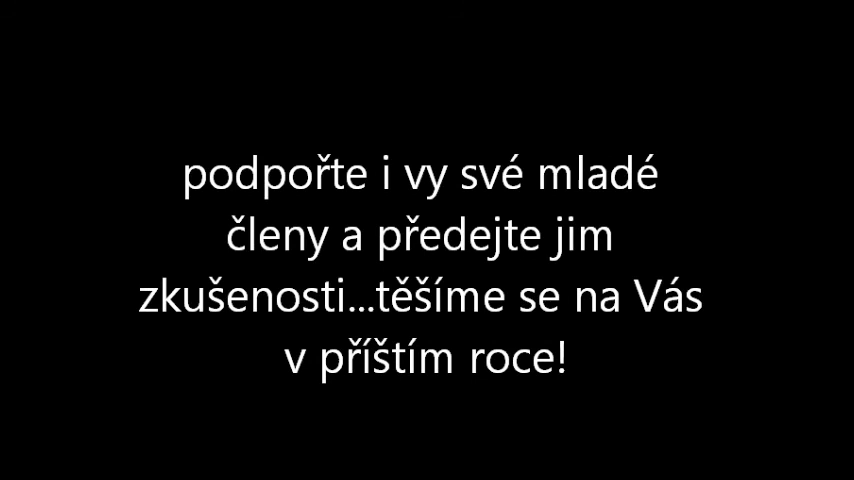 podpořte i vy své mladé
členy a předejte jim
zkušenosti...těšíme se na Vás
v příštím roce!